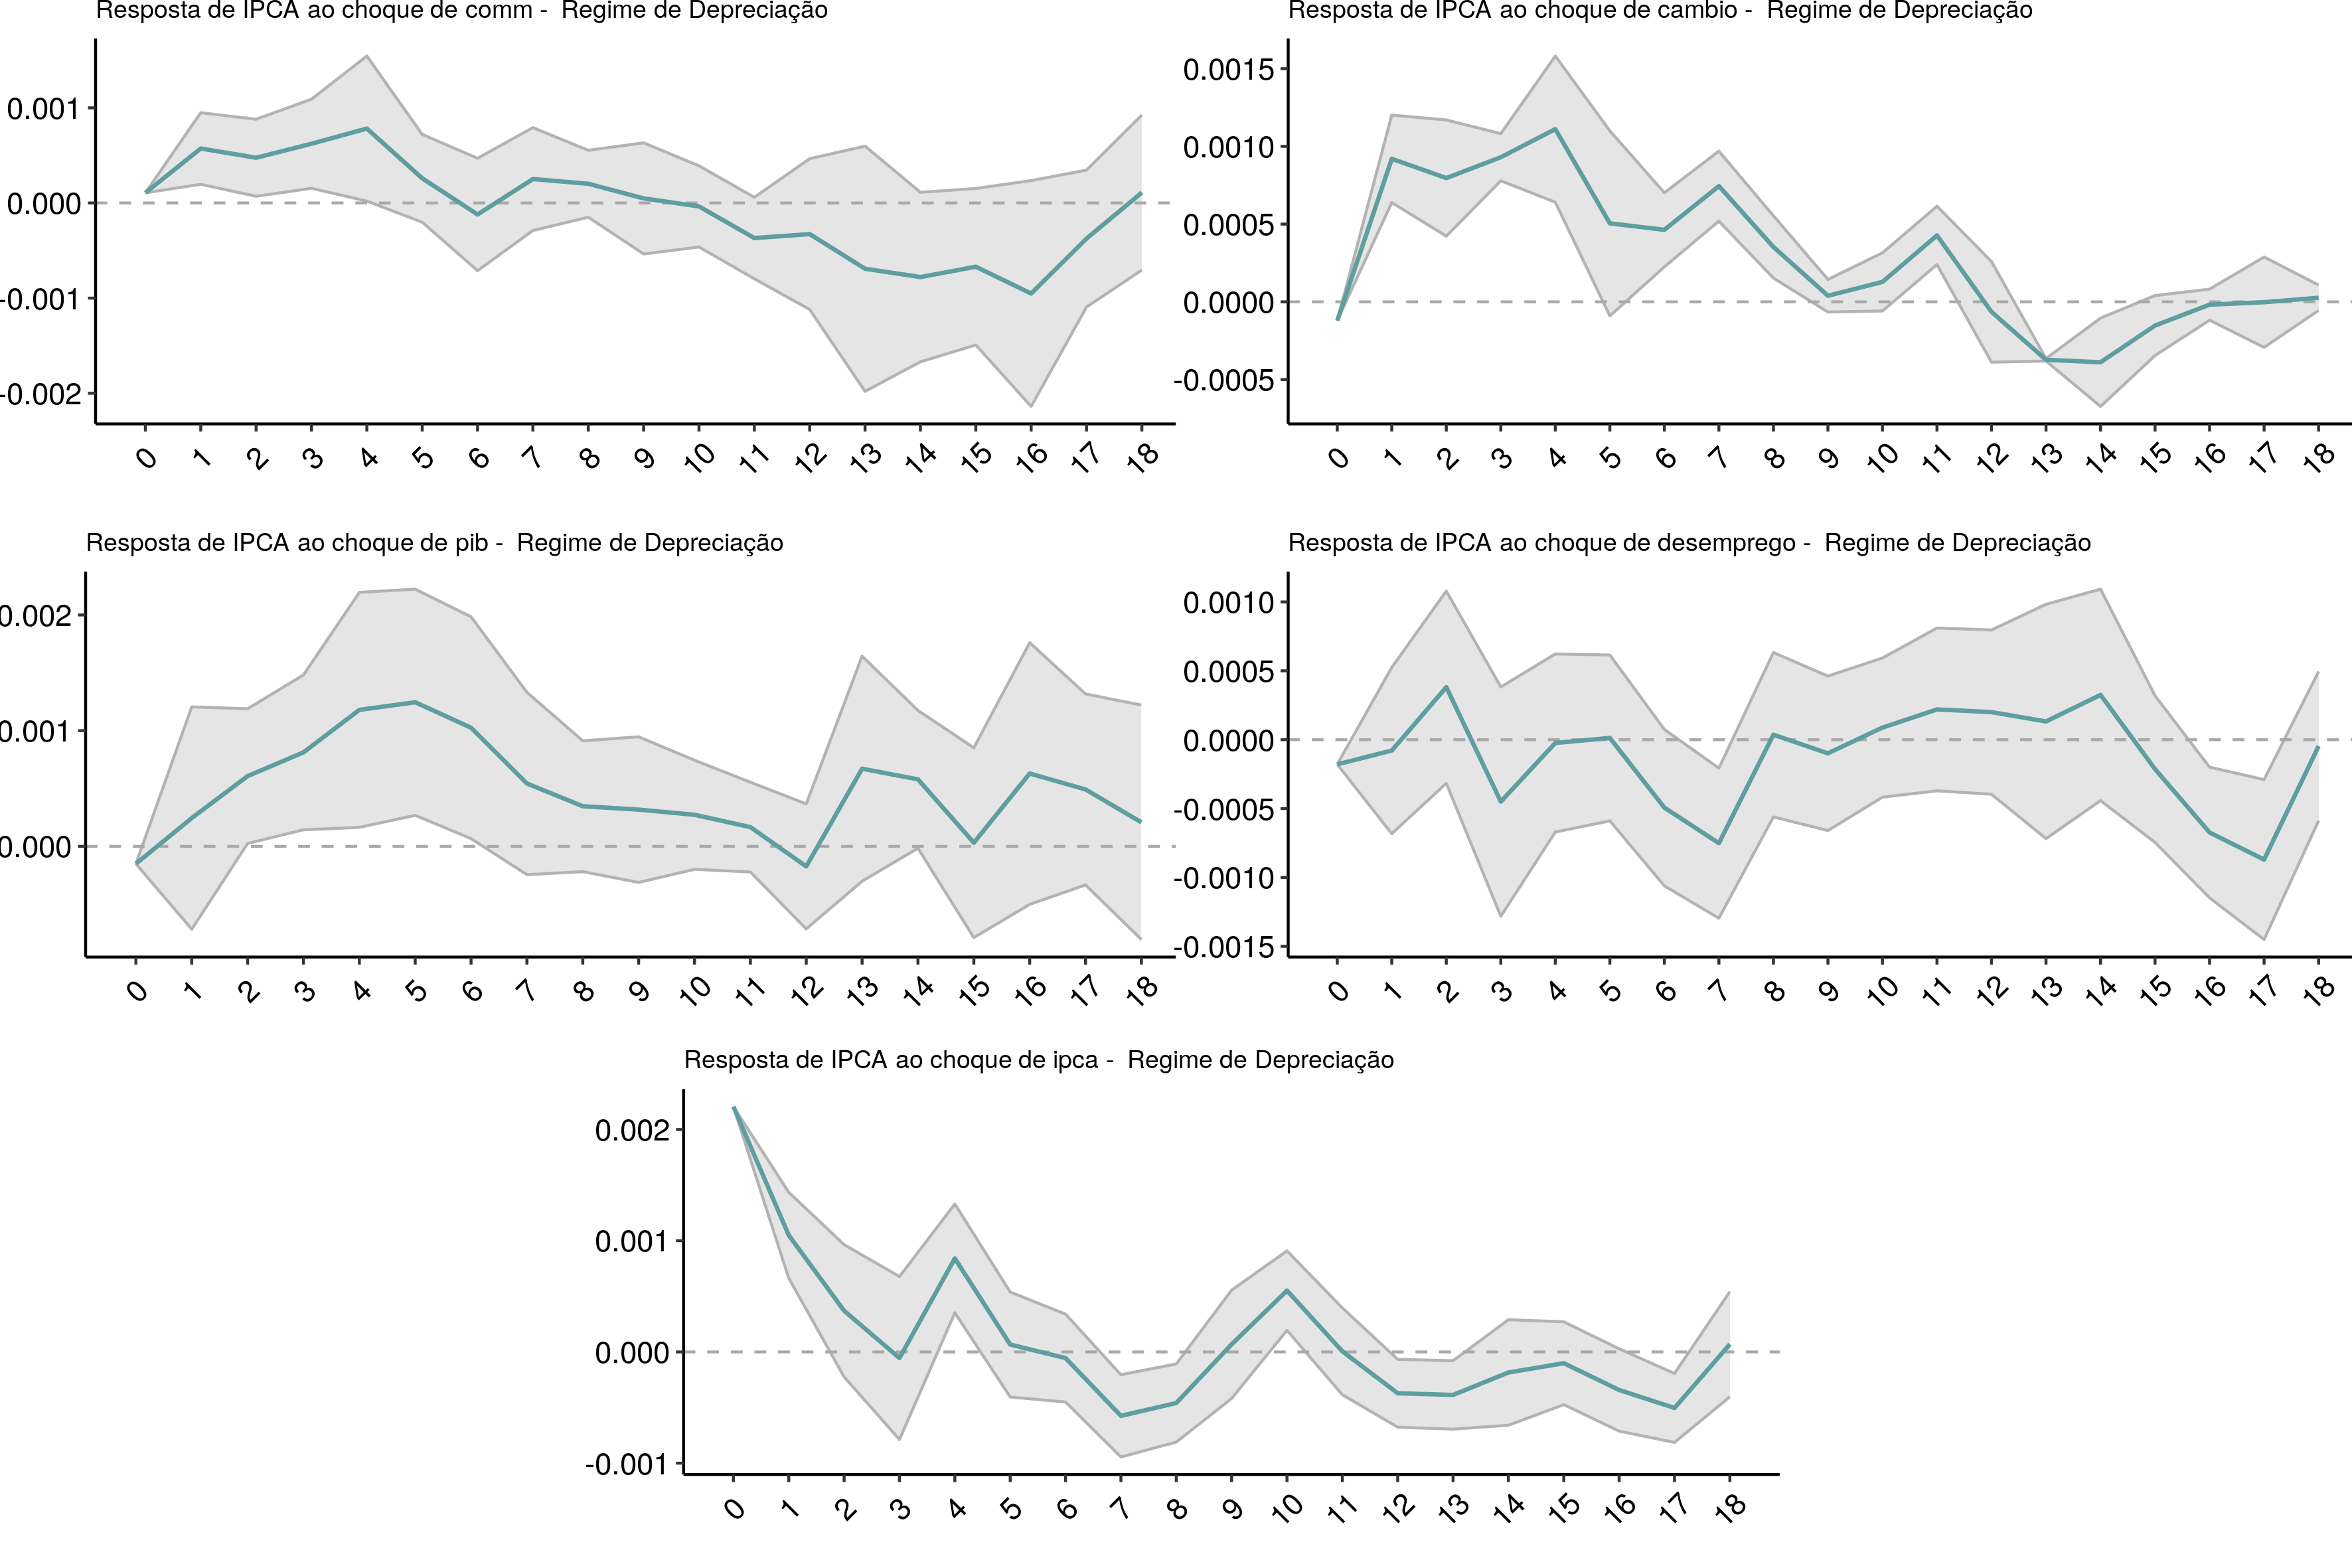 Resposta de IPCA ao choque de comm - Regime de Depreciação
0.001
0.000
-0.001
-0.002
0 1 2 3 4 5 6 7 8 9 10 11 12 13 14 15 16 17 18
Resposta de IPCA ao choque de cambio - Regime de Depreciação
0.0015
0.0010
0.0005
0.0000
-0.0005
0 1 2 3 4 5 6 7 8 9 10 11 12 13 14 15 16 17 18
Resposta de IPCA ao choque de pib - Regime de Depreciação
0.002
0.001
0.000
0 1 2 3 4 5 6 7 8 9 10 11 12 13 14 15 16 17 18
Resposta de IPCA ao choque de desemprego - Regime de Depreciação
0.0010
0.0005
0.0000
-0.0005
-0.0010
-0.0015
0 1 2 3 4 5 6 7 8 9 10 11 12 13 14 15 16 17 18
Resposta de IPCA ao choque de ipca - Regime de Depreciação
0.002
0.001
0.000
-0.001
0 1 2 3 4 5 6 7 8 9 10 11 12 13 14 15 16 17 18